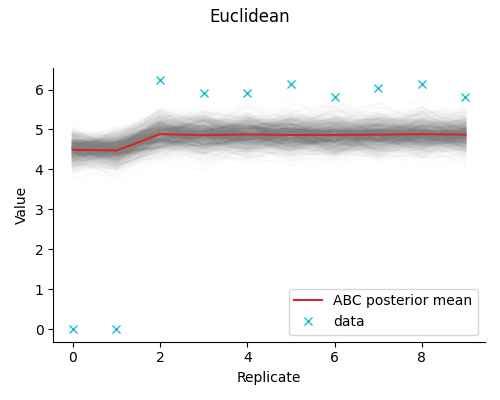 Euclidean
6
5
4
3
2
1
0
Value
0
2
4
6
8
Replicate
ABC posterior mean
data